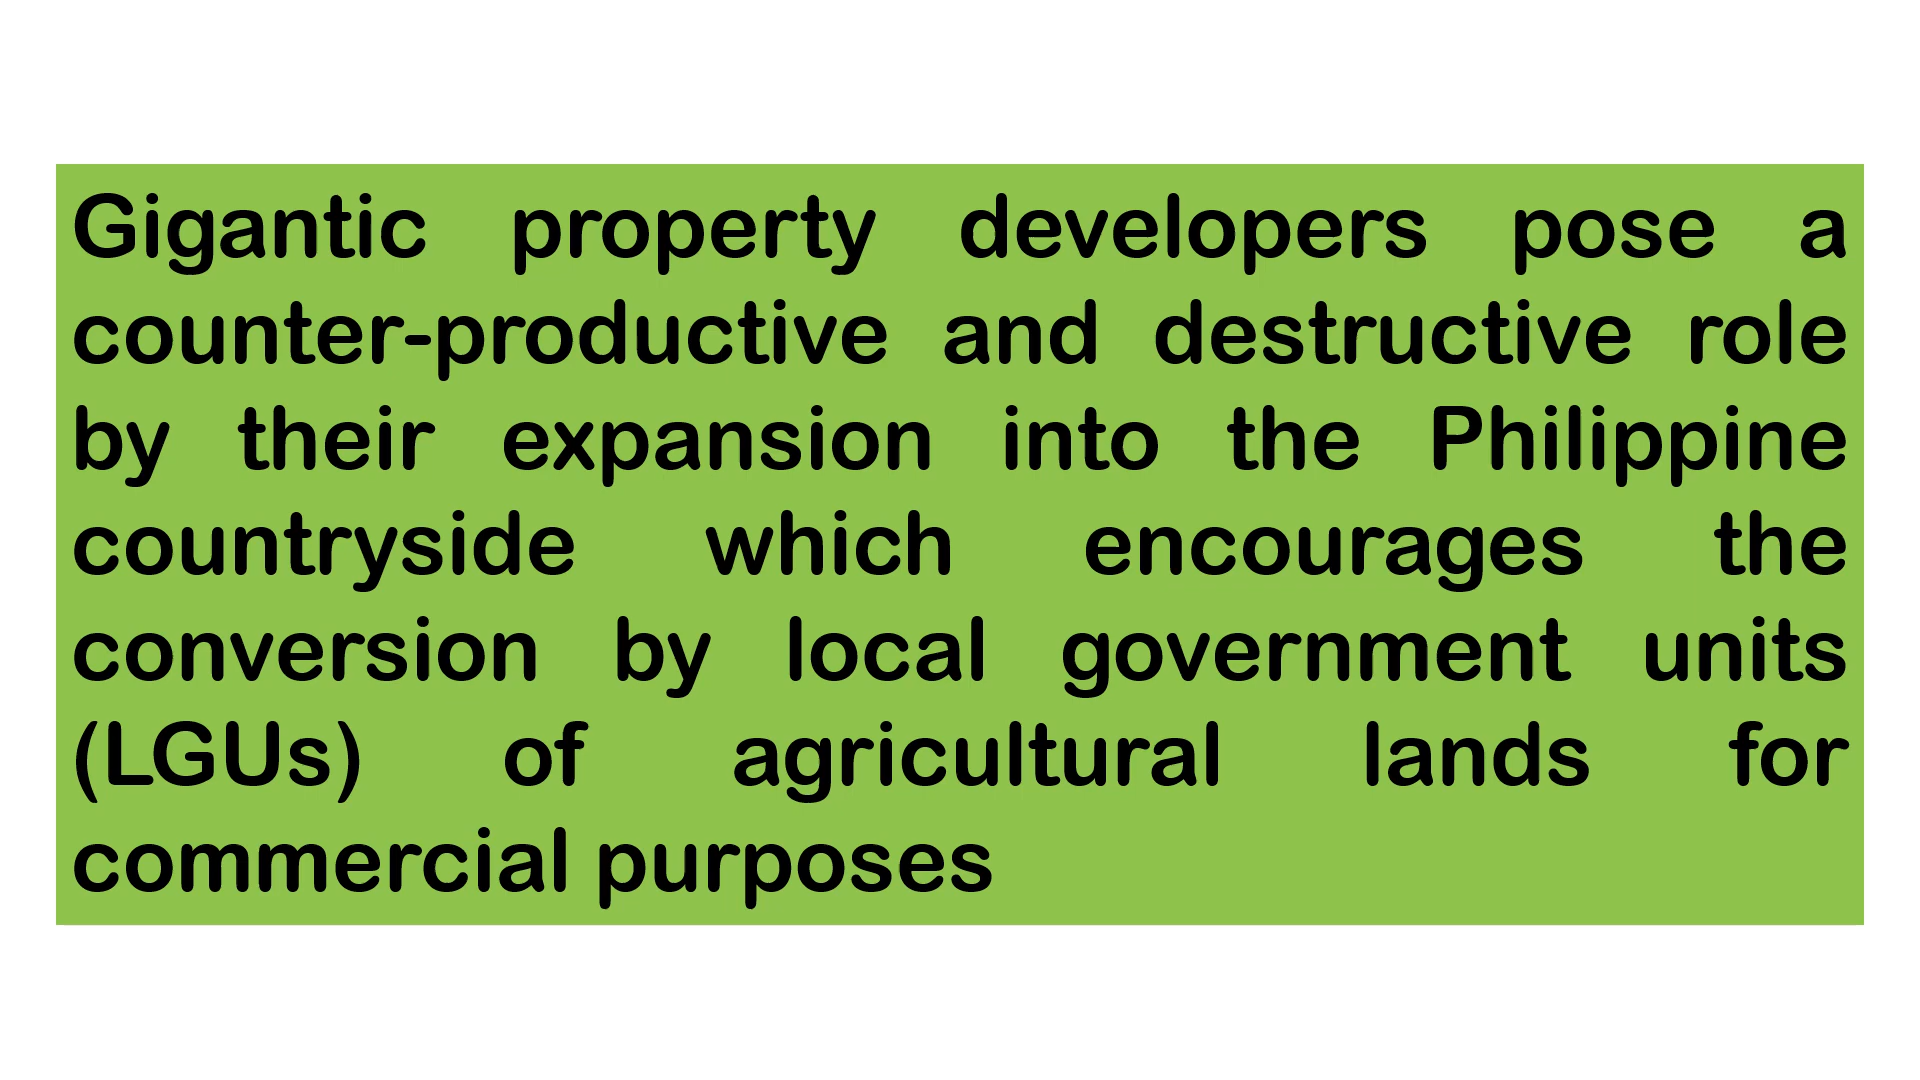 Gigantic property developers pose a
counter-productive and destructive role
by their expansion into the Philippine
countryside which encourages the
conversion by local government units
(LGUs) of agricultural lands for
commercial purposes